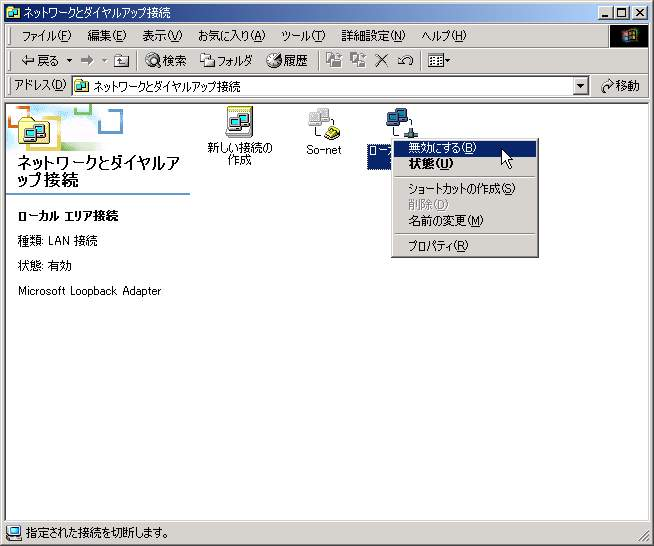 ネットワークとダイヤルアップ接続
ファイル(F) 編集(E) 表示(V) お気に入り(A) ツール(T) 詳細設定(N) ヘルプ(H)
戻る 検索 フォルダ 履歴
アドレス(D) ネットワークとダイヤルアップ接続 移動
ネットワークとダイヤルア
ップ接続
ローカル エリア接続
種類: LAN 接続
状態: 有効
Microsoft Loopback Adapter
新しい接続の
作成
So-net
無効にする(B)
状態(U)
ショートカットの作成(S)
削除(D)
名前の変更(M)
プロパティ(R)
指定された接続を切断します。